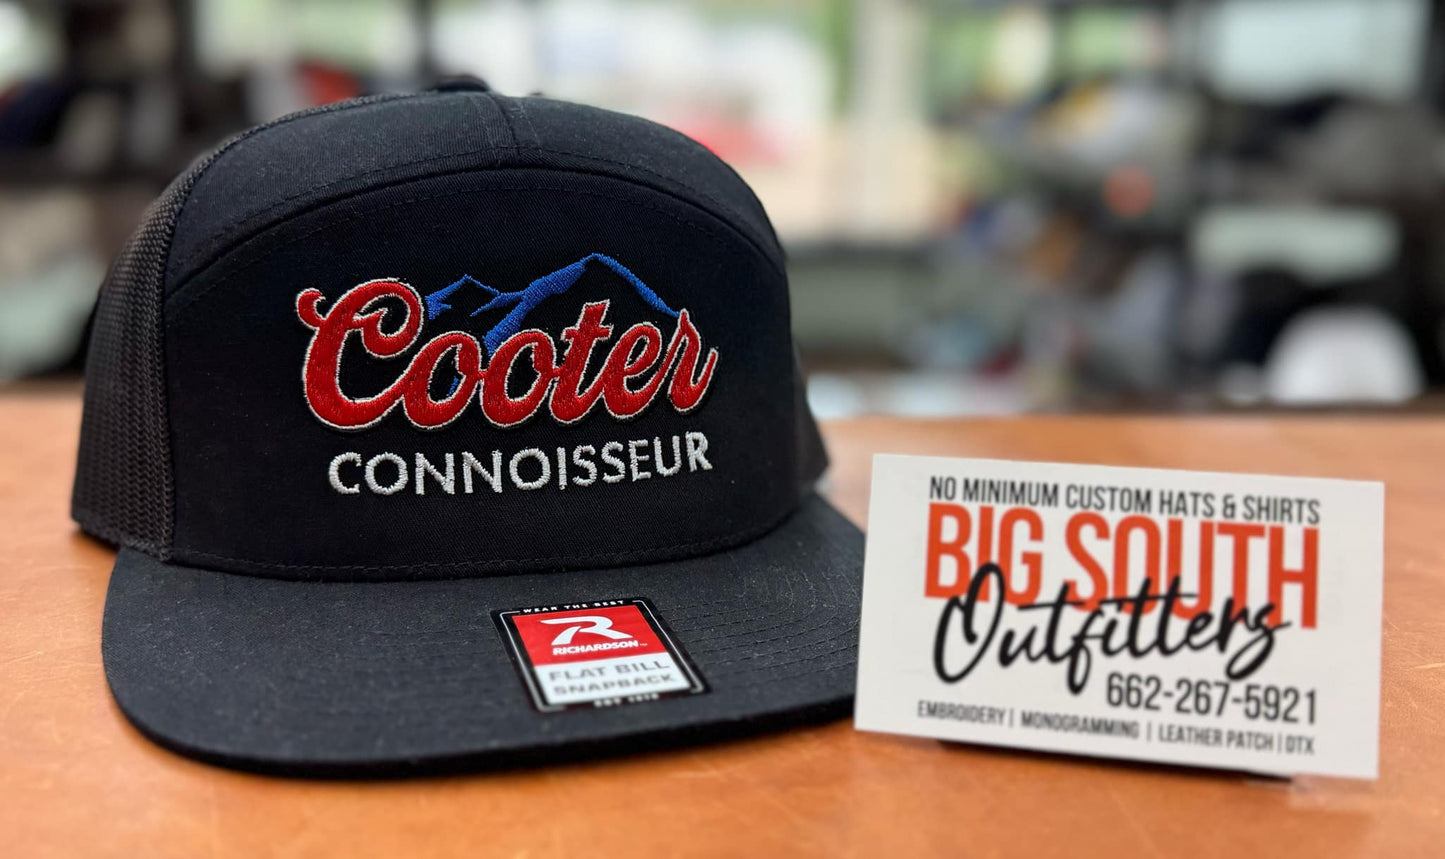 Cooter
CONNOISSEUR
WEAR THE BEST
R
RICHARDSON
FLAT BILL
SNAPBACK
NO MINIMUM CUSTOM HATS & SHIRTS
BIG SOUTH
Outfitters
662-267-5921
EMBROIDERY | MONOGRAMMING | LEATHER PATCH | DTX